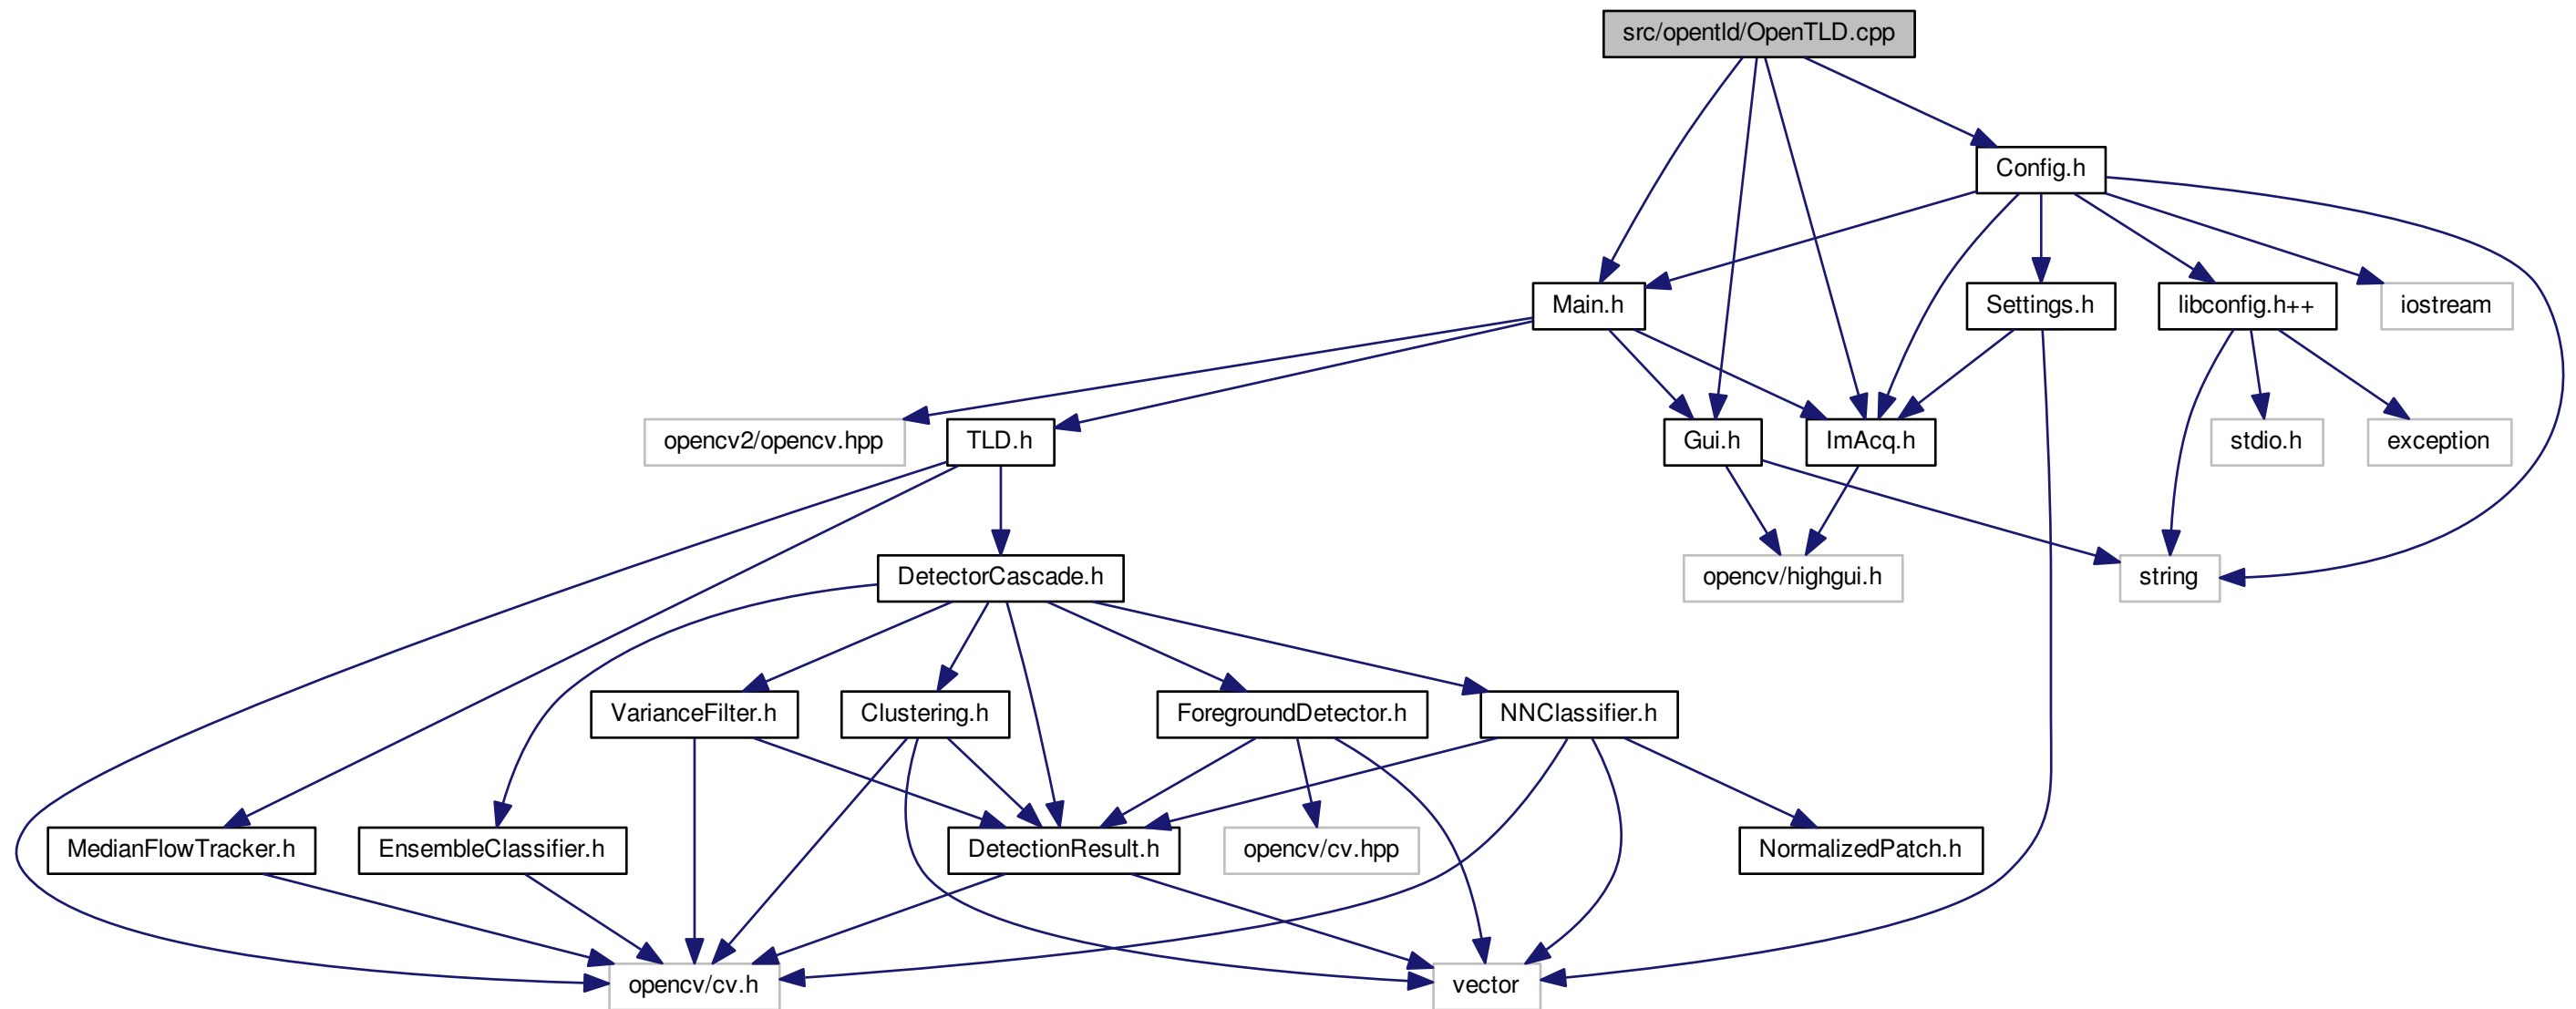 src/opentld/OpenTLD.cpp
Config.h
Main.h
Settings.h
libconfig.h++
iostream
opencv2/opencv.hpp
TLD.h
Gui.h
ImAcq.h
stdio.h
exception
DetectorCascade.h
opencv/highgui.h
string
VarianceFilter.h
Clustering.h
ForegroundDetector.h
NNClassifier.h
MedianFlowTracker.h
EnsembleClassifier.h
DetectionResult.h
opencv/cv.hpp
NormalizedPatch.h
opencv/cv.h
vector